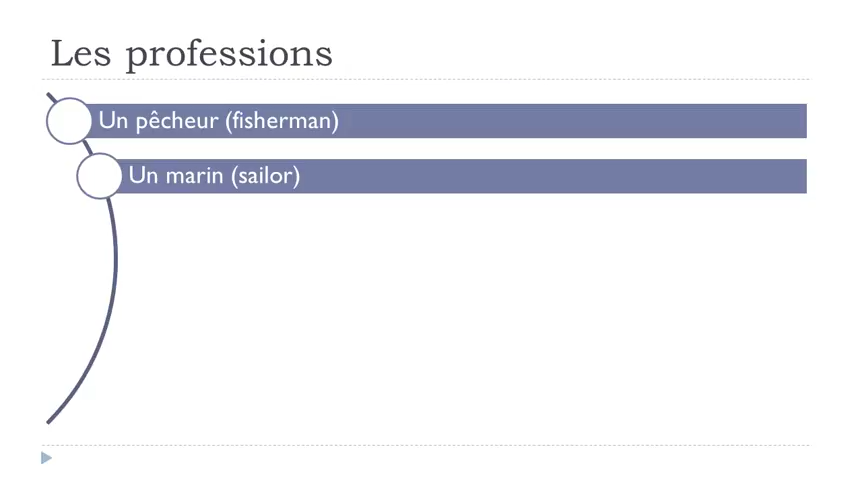 Les professions
Un pêcheur (fisherman)
Un marin (sailor)